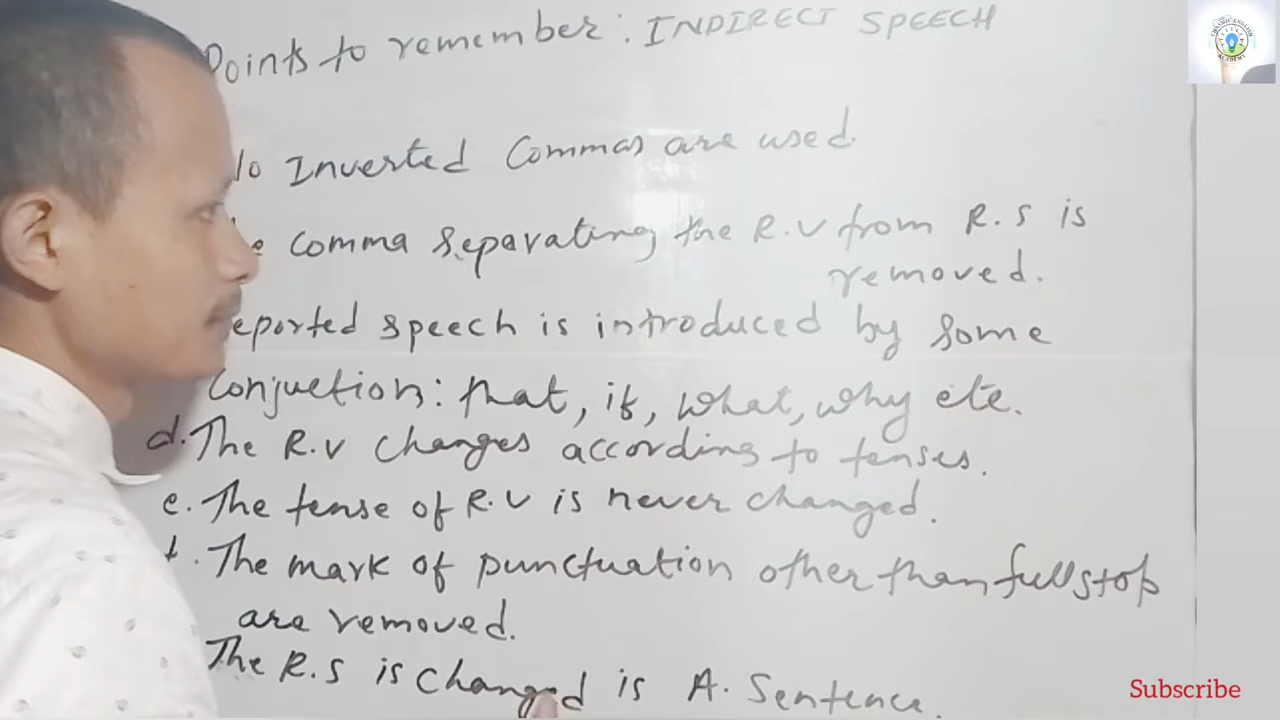 Points to remember: INDIRECT SPEECH
Inverted Commas are used.
comma separating the R.V from R.S is
removed.
eported speech is introduced by some
Conjuction: that, if, what, why etc.
d. The R.V changes according to tenses.
e. The tense of R.V is never changed.
f. The mark of punctuation other than full stop
are removed.
The R.S is changed is A. Sentence.
Subscribe